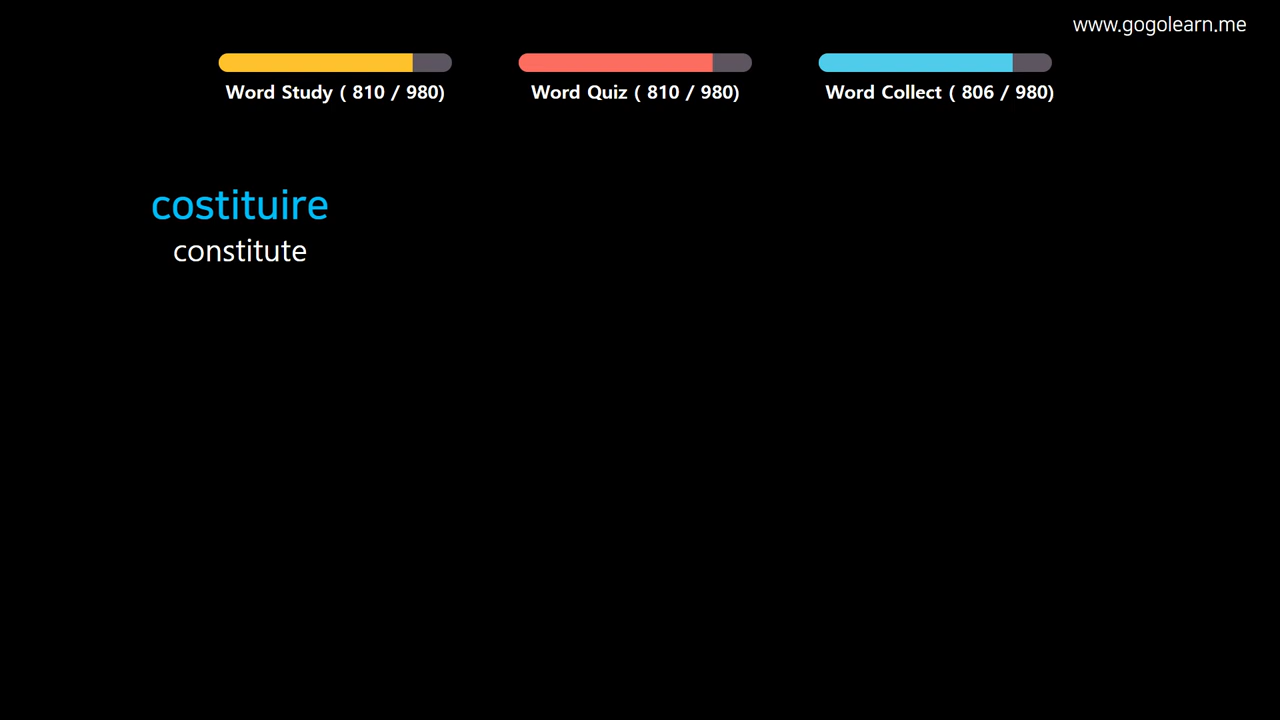 www.gogolearn.me
Word Study ( 810 / 980)
Word Quiz ( 810 / 980)
Word Collect ( 806 / 980)
costituire
constitute